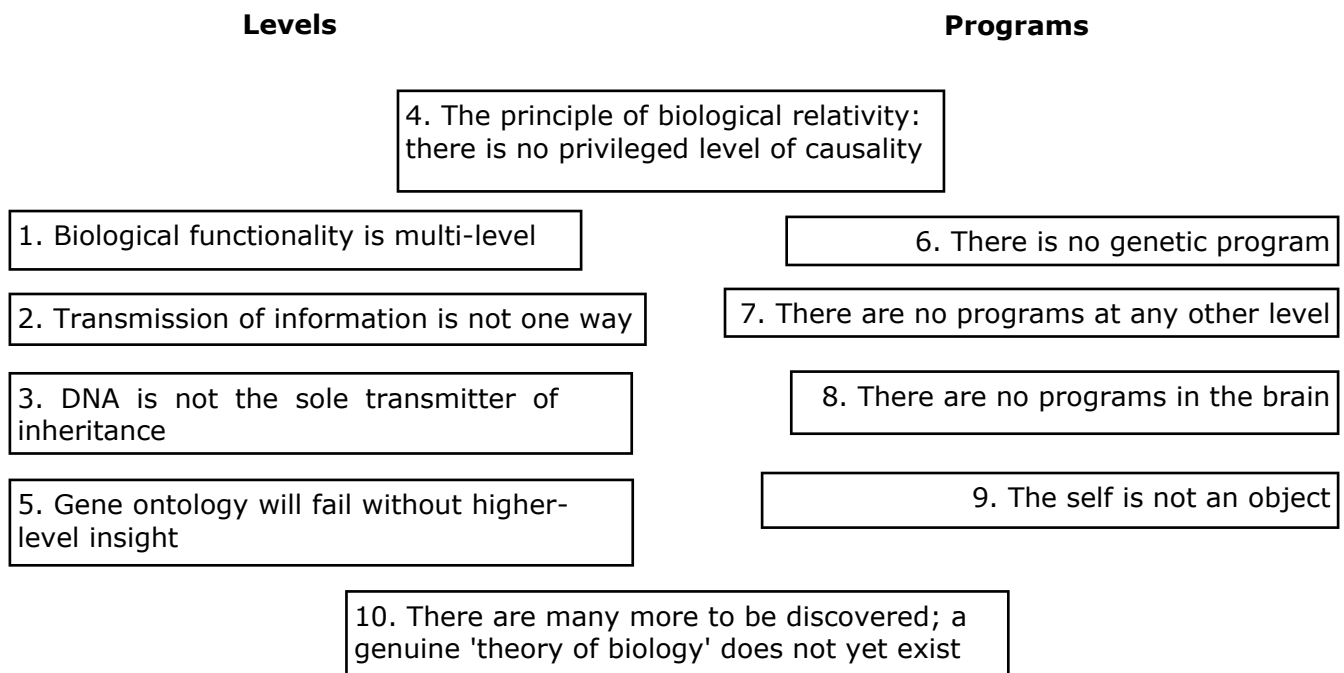 Levels
Programs
4. The principle of biological relativity:
there is no privileged level of causality
1. Biological functionality is multi-level
6. There is no genetic program
2. Transmission of information is not one way
7. There are no programs at any other level
3. DNA is not the sole transmitter of
inheritance
8. There are no programs in the brain
5. Gene ontology will fail without higher-
level insight
9. The self is not an object
10. There are many more to be discovered; a
genuine 'theory of biology' does not yet exist